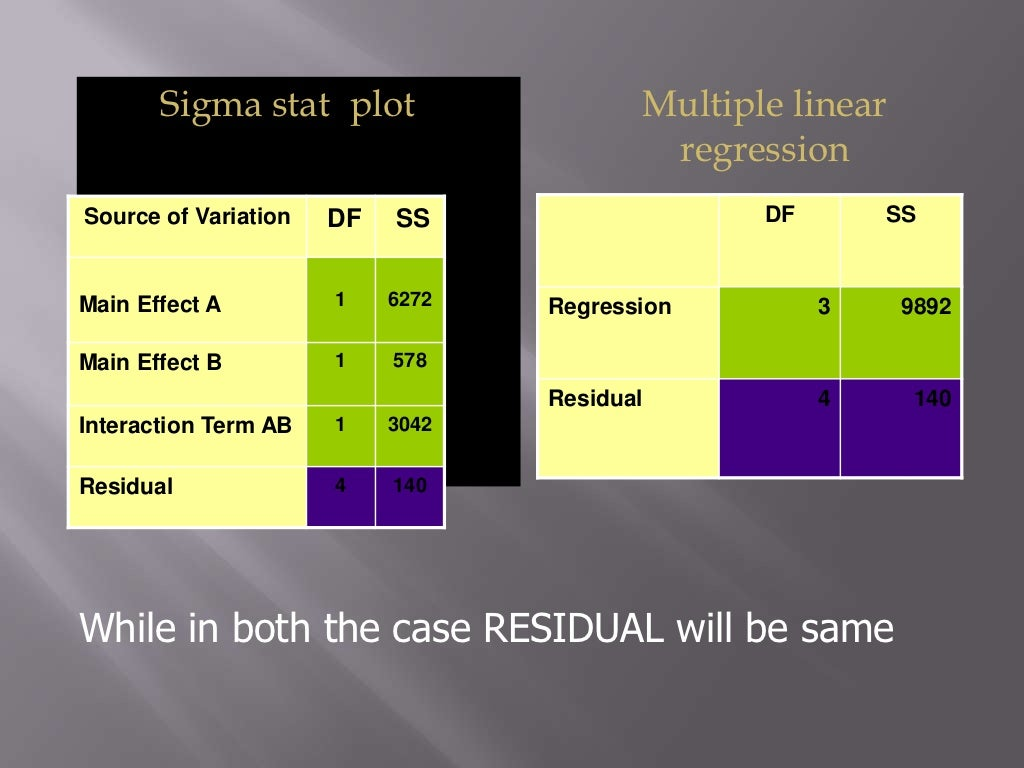 Sigma stat plot
Source of Variation DF SS
Main Effect A 1 6272
Main Effect B 1 578
Interaction Term AB 1 3042
Residual 4 140
Multiple linear
regression
DF SS
Regression 3 9892
Residual 4 140
While in both the case RESIDUAL will be same